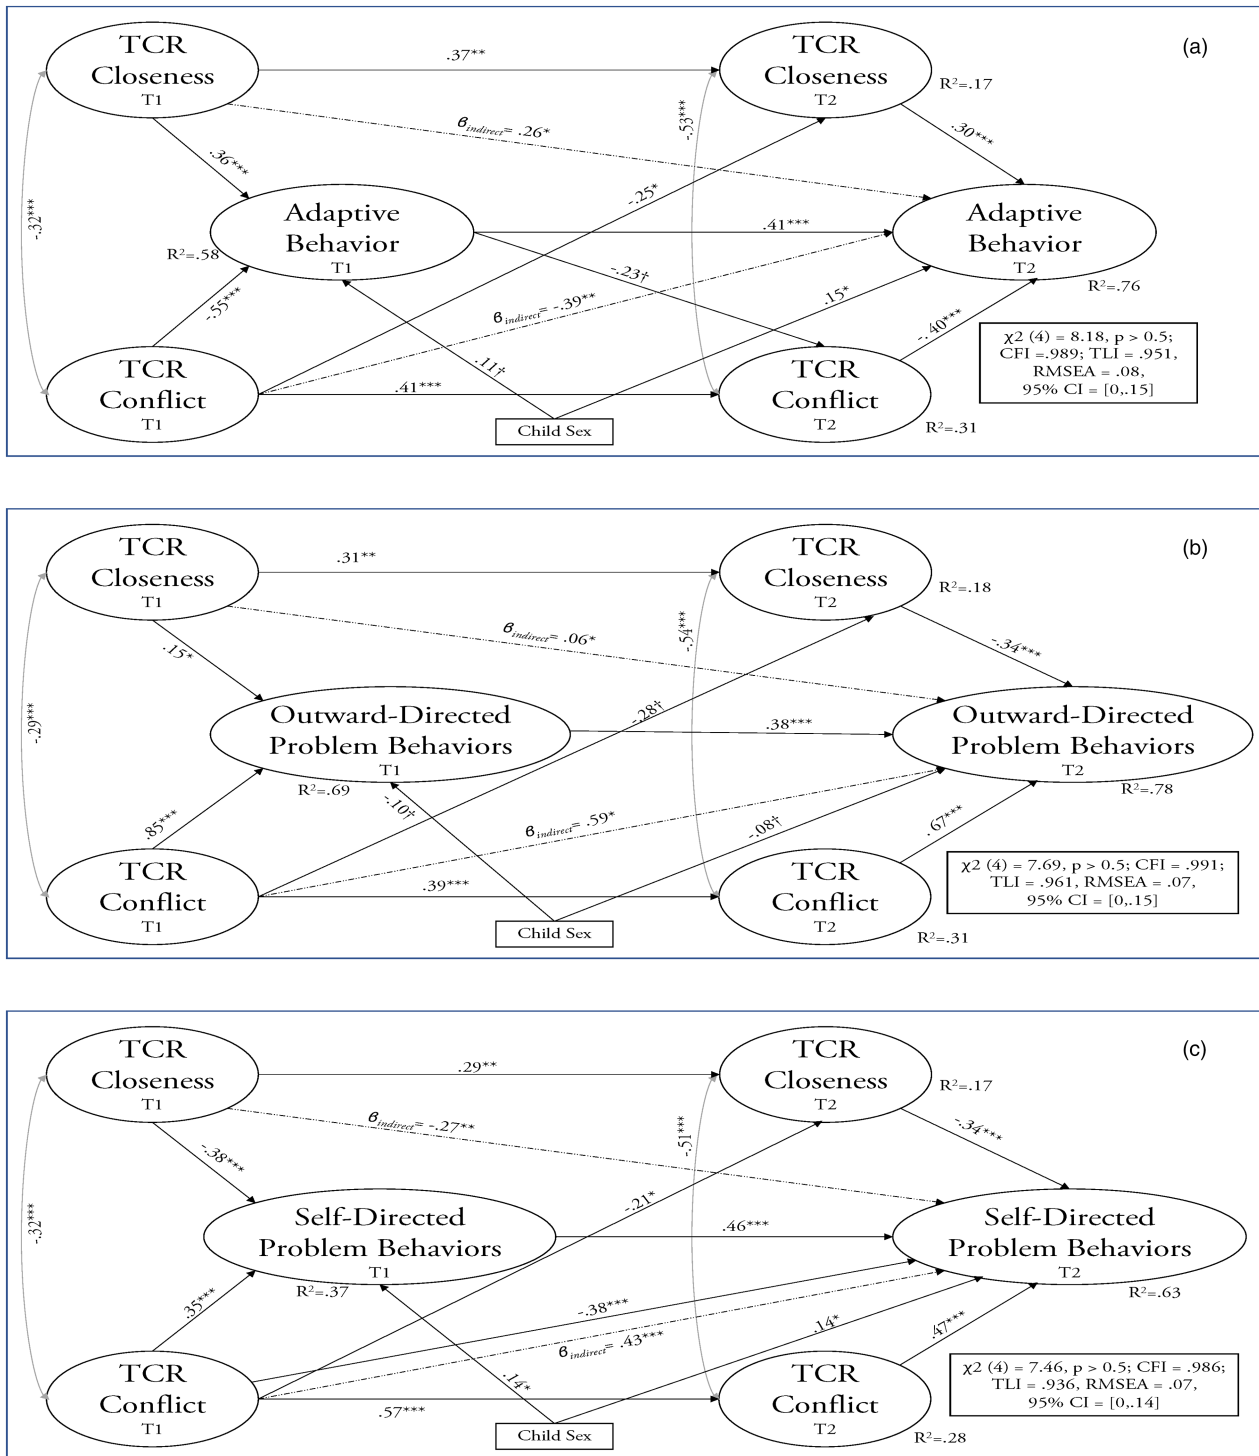 (a)
TCR
Closeness
T1
.37**
TCR
Closeness
T2
R²=.17
-.32***
.36***
ϐindirect= .26*
-.53***
.30***
-.25*
Adaptive
Behavior
T1
R²=.58
.41***
Adaptive
Behavior
T2
R²=.76
-.23†
-.55***
ϐindirect= -.39**
.15*
-.40***
.11†
TCR
Conflict
T1
.41***
Child Sex
TCR
Conflict
T2
R²=.31
χ2 (4) = 8.18, p > 0.5;
CFI =.989; TLI = .951,
RMSEA = .08,
95% CI = [0,.15]
(b)
TCR
Closeness
T1
.31**
TCR
Closeness
T2
R²=.18
-.29***
.15*
ϐindirect= .06*
-.54***
-.34***
-.28†
Outward-Directed
Problem Behaviors
T1
R²=.69
.38***
Outward-Directed
Problem Behaviors
T2
R²=.78
.85***
-.10†
ϐindirect= .59*
-.08†
.67***
TCR
Conflict
T1
.39***
Child Sex
TCR
Conflict
T2
R²=.31
χ2 (4) = 7.69, p > 0.5; CFI = .991;
TLI = .961, RMSEA = .07,
95% CI = [0,.15]
(c)
TCR
Closeness
T1
.29**
TCR
Closeness
T2
R²=.17
-.32***
-.38***
ϐindirect= -.27**
-.51***
-.34***
-.21*
Self-Directed
Problem Behaviors
T1
R²=.37
.46***
Self-Directed
Problem Behaviors
T2
R²=.63
.35***
-.38***
ϐindirect= .43***
.14*
.47***
.14*
TCR
Conflict
T1
.57***
Child Sex
TCR
Conflict
T2
R²=.28
χ2 (4) = 7.46, p > 0.5; CFI = .986;
TLI = .936, RMSEA = .07,
95% CI = [0,.14]